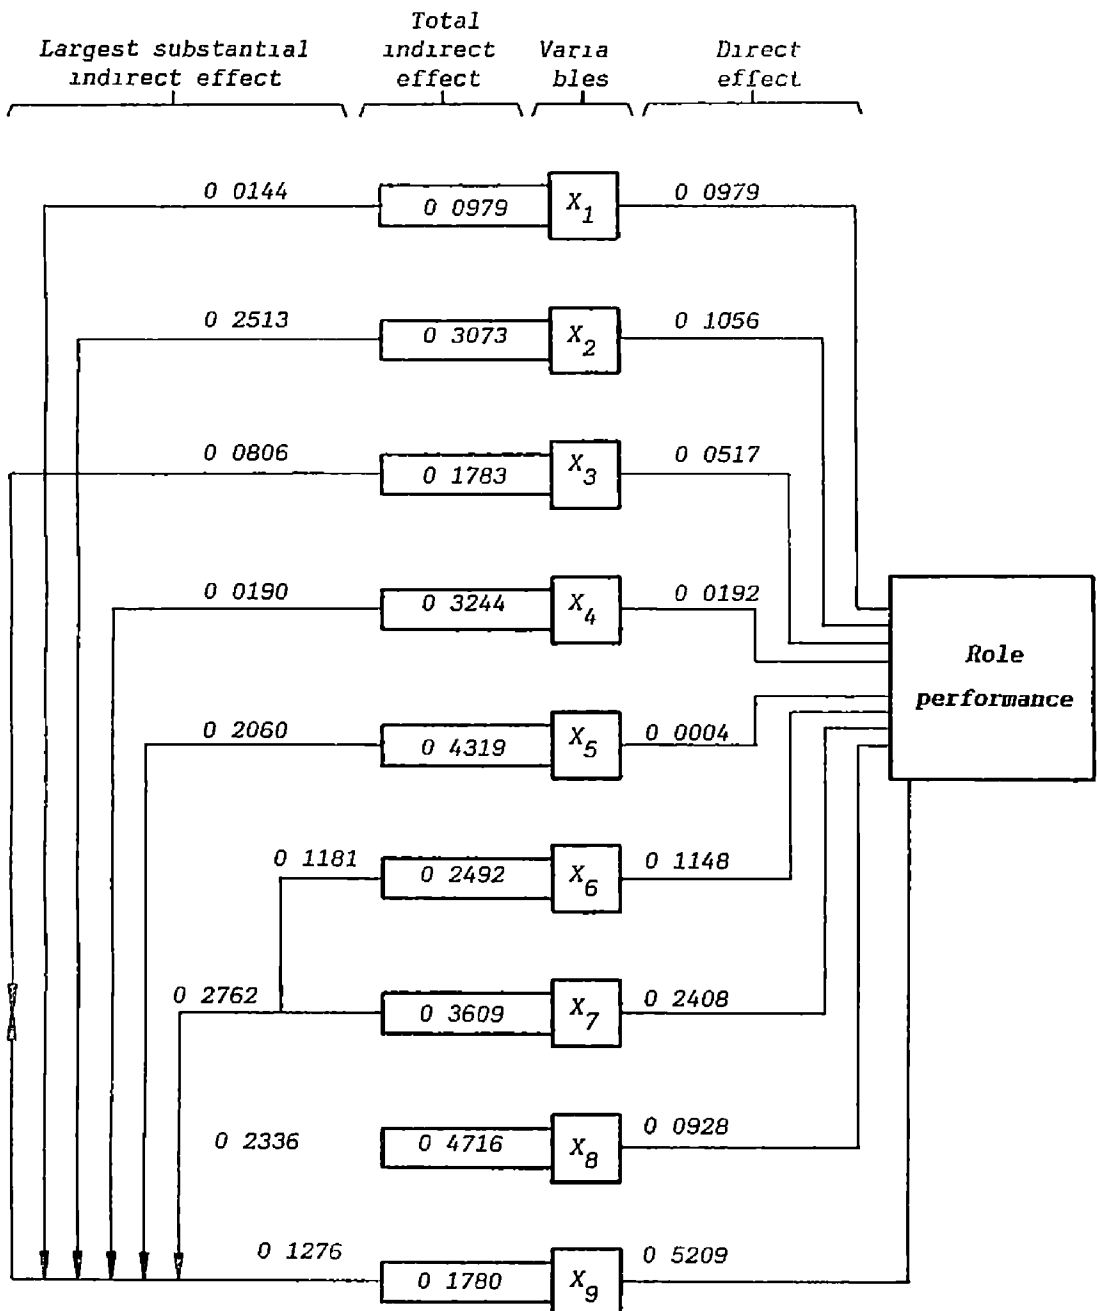 Total
Largest substantial indirect Varia Direct
indirect effect effect bles effect
0 0144 0 0979 X1 0 0979
0 2513 0 3073 X2 0 1056
0 0806 0 1783 X3 0 0517
0 0190 0 3244 X4 0 0192
Role
performance
0 2060 0 4319 X5 0 0004
0 1181 0 2492 X6 0 1148
0 2762 0 3609 X7 0 2408
0 2336 0 4716 X8 0 0928
0 1276 0 1780 X9 0 5209